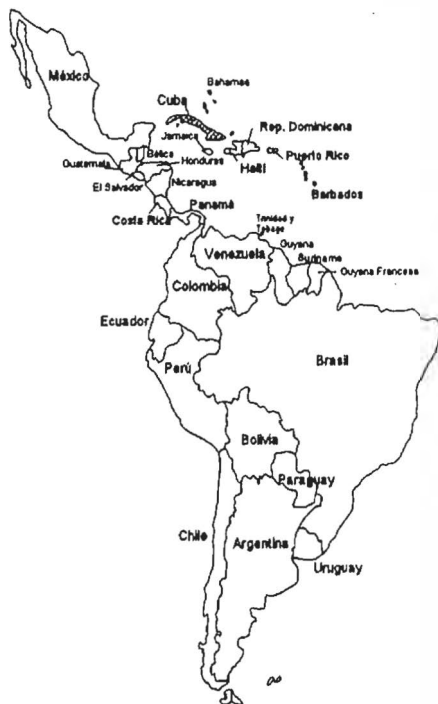 México
Bahamas
Cuba
Jamaica
Rep. Dominicana
Haití
Puerto Rico
Barbados
Belice
Guatemala
Honduras
El Salvador
Nicaragua
Panamá
Costa Rica
Trinidad y
Tobago
Guyana
Venezuela
Suriname
Guyana Francesa
Colombia
Ecuador
Perú
Brasil
Bolivia
Paraguay
Chile
Argentina
Uruguay